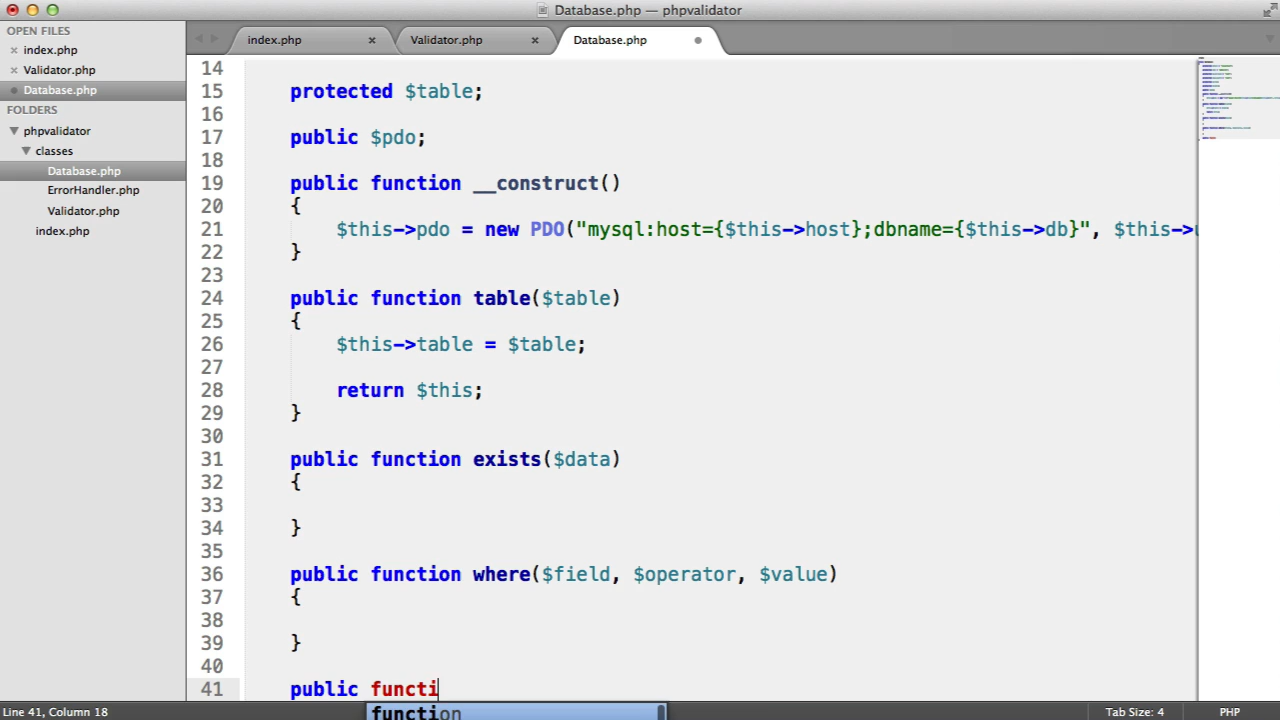 Database.php — phpvalidator
OPEN FILES
index.php
Validator.php
Database.php
FOLDERS
phpvalidator
classes
Database.php
ErrorHandler.php
Validator.php
index.php
index.php Validator.php Database.php
14
15 protected $table;
16
17 public $pdo;
18
19 public function __construct()
20 {
21 $this->pdo = new PDO("mysql:host={$this->host};dbname={$this->db}", $this->u
22 }
23
24 public function table($table)
25 {
26 $this->table = $table;
27
28 return $this;
29 }
30
31 public function exists($data)
32 {
33
34 }
35
36 public function where($field, $operator, $value)
37 {
38
39 }
40
41 public functi
function
Line 41, Column 18 Tab Size: 4 PHP